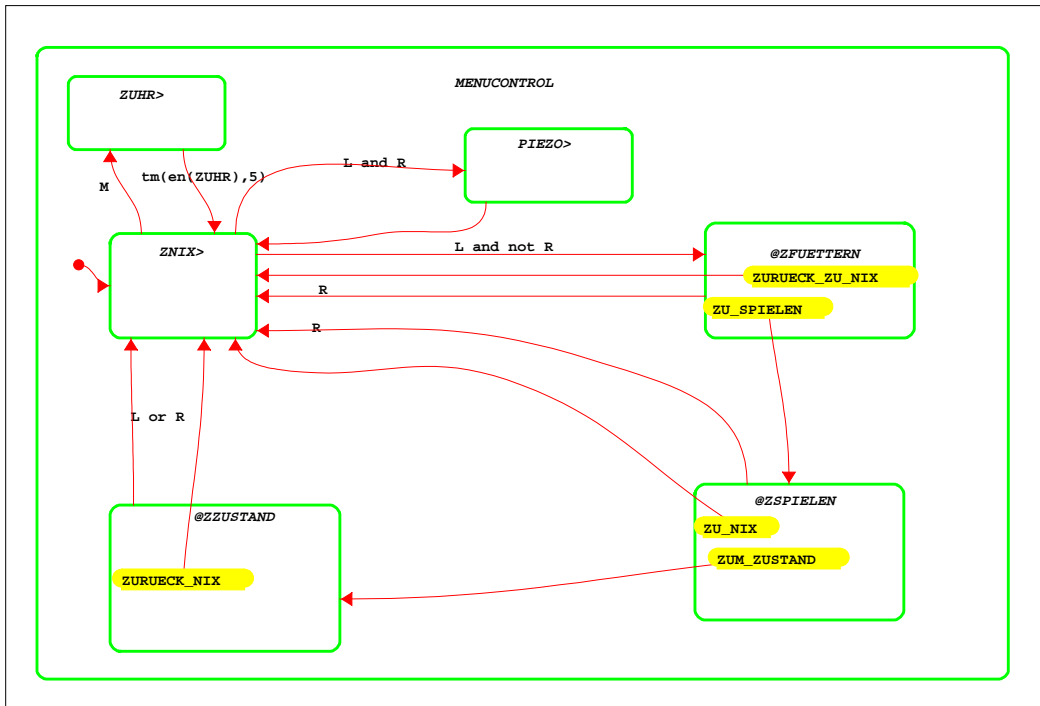 MENUCONTROL
ZUHR>
PIEZO>
L and R
tm(en(ZUHR),5)
M
ZNIX>
L and not R
@ZFUETTERN
ZURUECK_ZU_NIX
R
ZU_SPIELEN
R
L or R
@ZSPIELEN
@ZZUSTAND
ZU_NIX
ZUM_ZUSTAND
ZURUECK_NIX